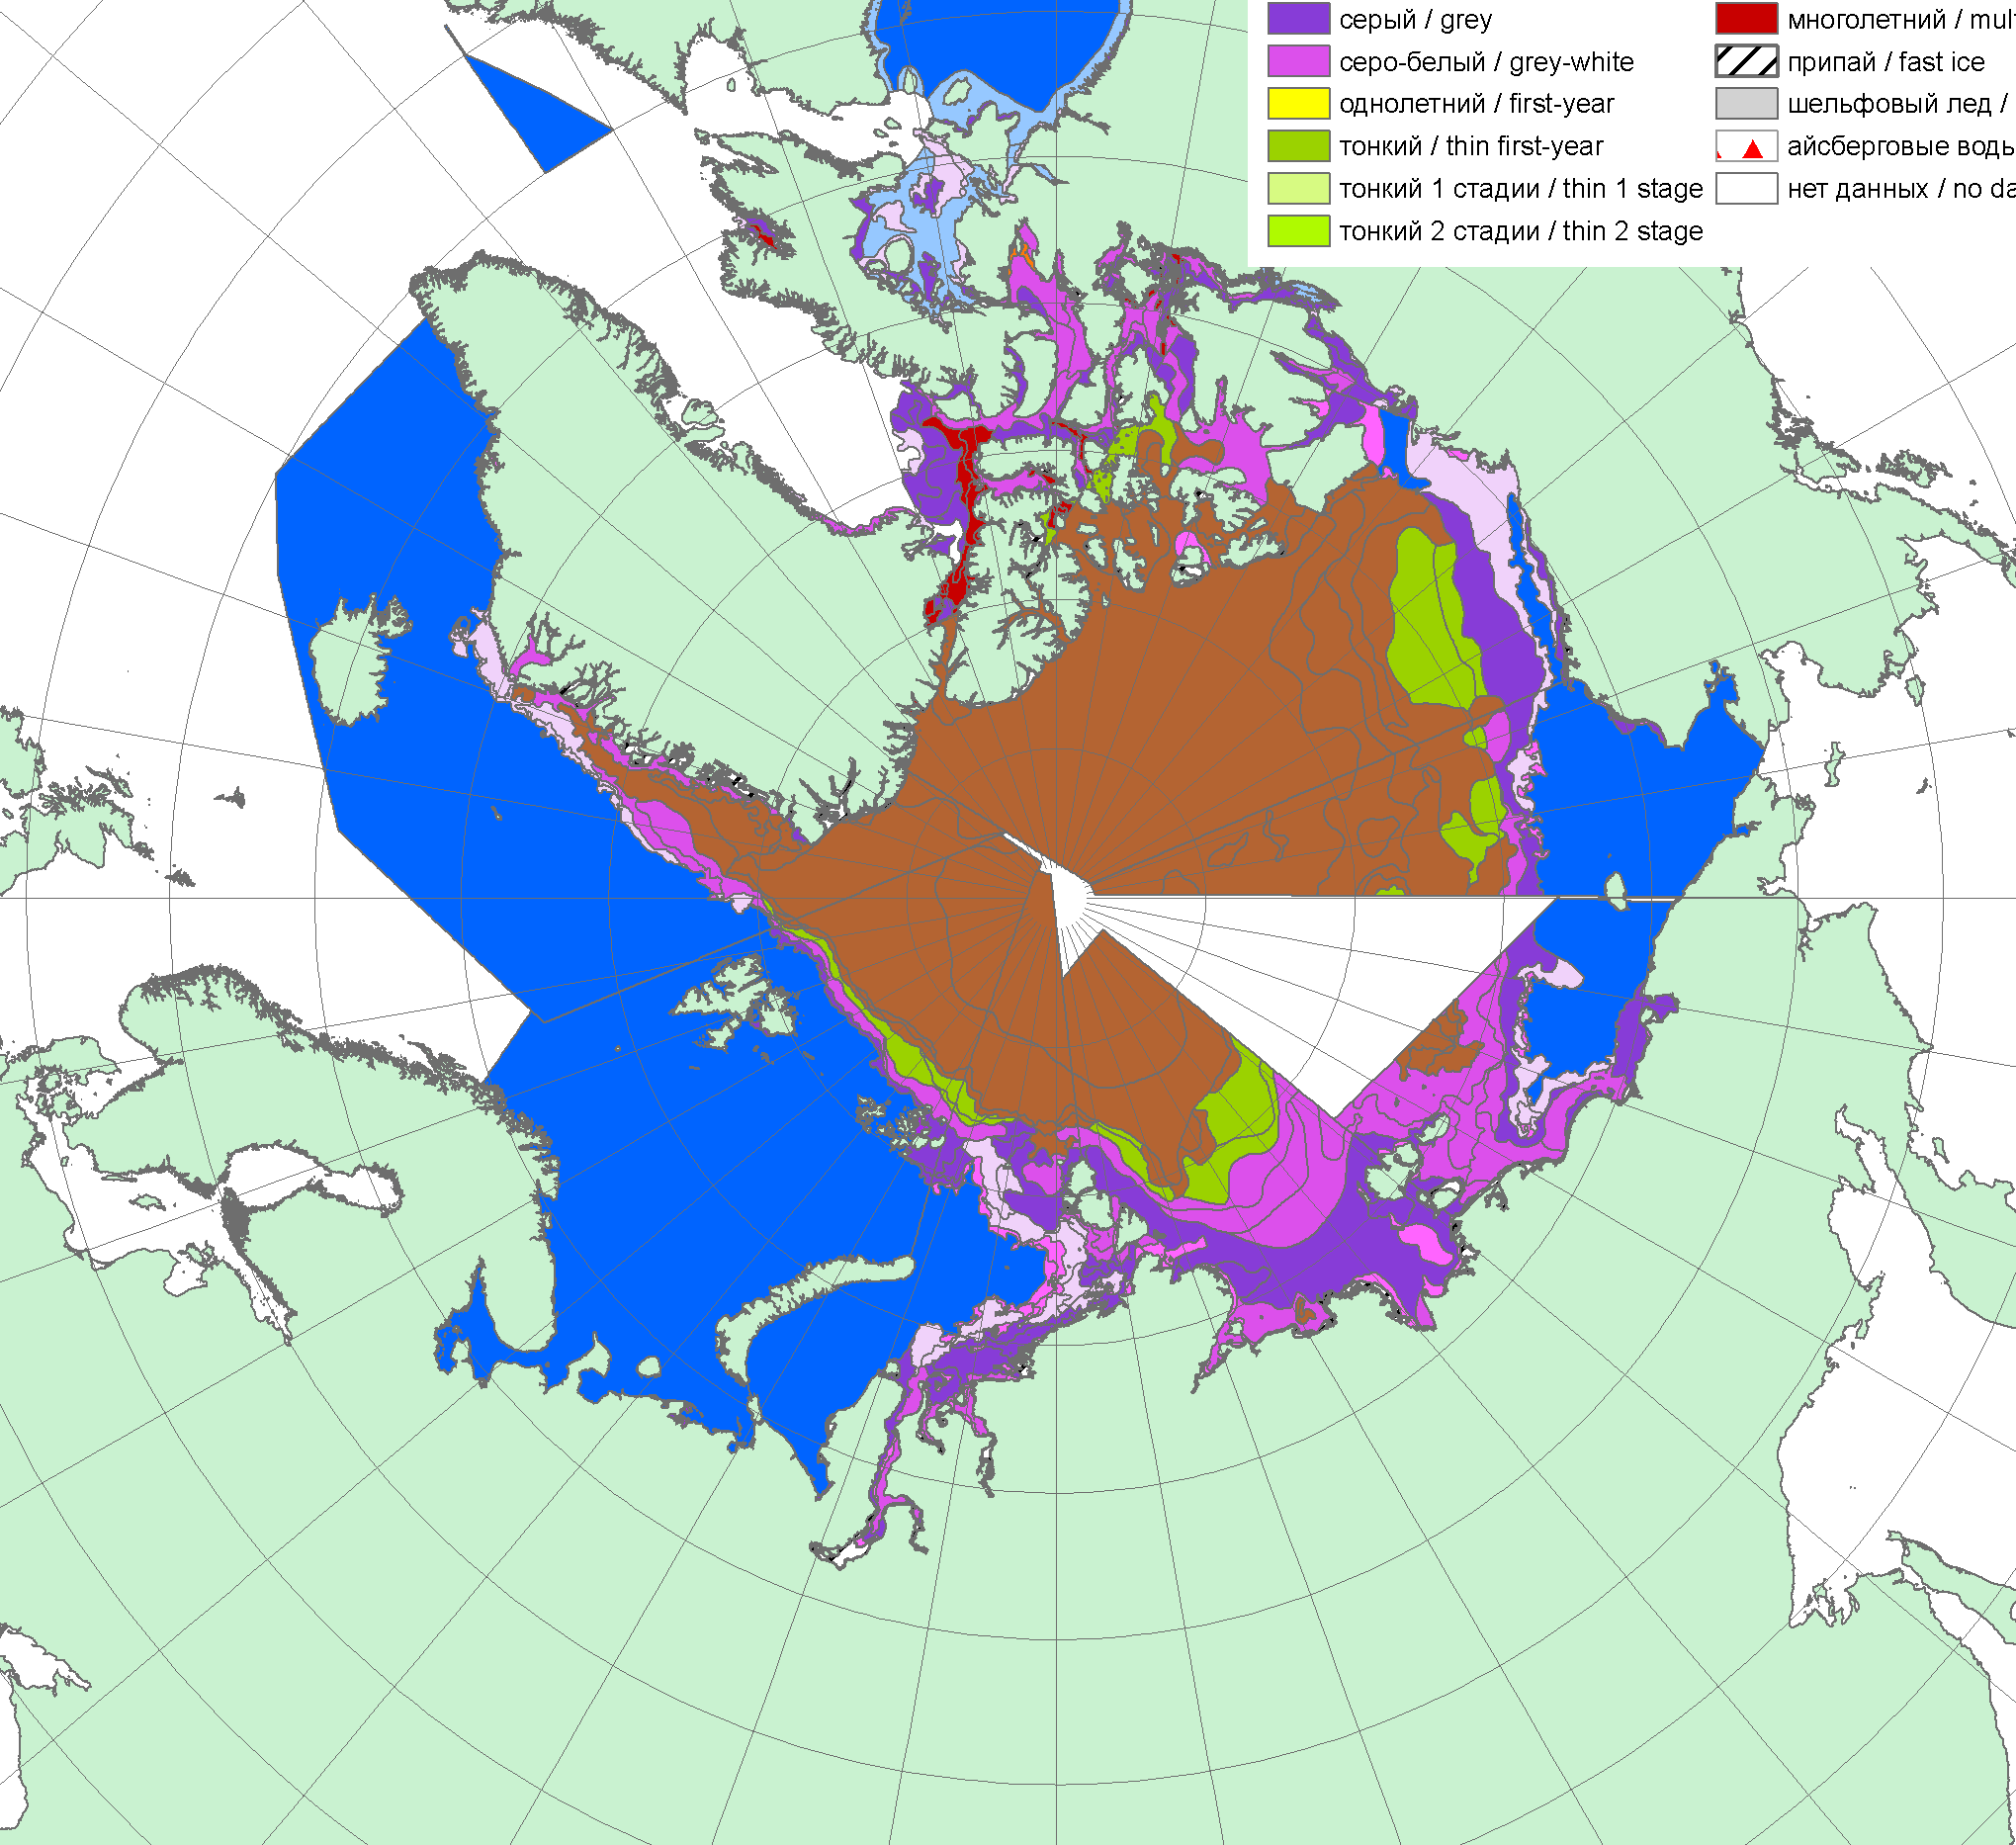 серый / grey
серо-белый / grey-white
однолетний / first-year
тонкий / thin first-year
тонкий 1 стадии / thin 1 stage
тонкий 2 стадии / thin 2 stage
многолетний /
припай / fast ice
шельфовый лед /
айсберговые
нет данных / no